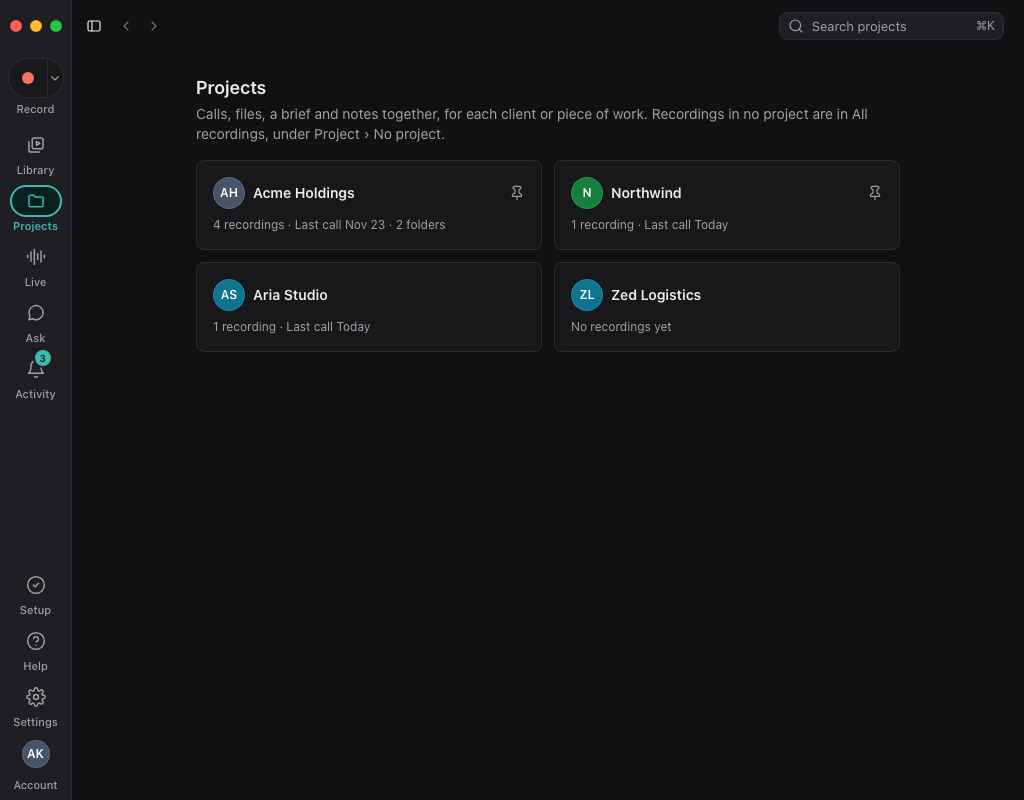 Search projects ⌘K
Record
Library
Projects
Live
Ask
3
Activity
Setup
Help
Settings
AK
Account
Projects
Calls, files, a brief and notes together, for each client or piece of work. Recordings in no project are in All
recordings, under Project › No project.
AH Acme Holdings
4 recordings · Last call Nov 23 · 2 folders
N Northwind
1 recording · Last call Today
AS Aria Studio
1 recording · Last call Today
ZL Zed Logistics
No recordings yet